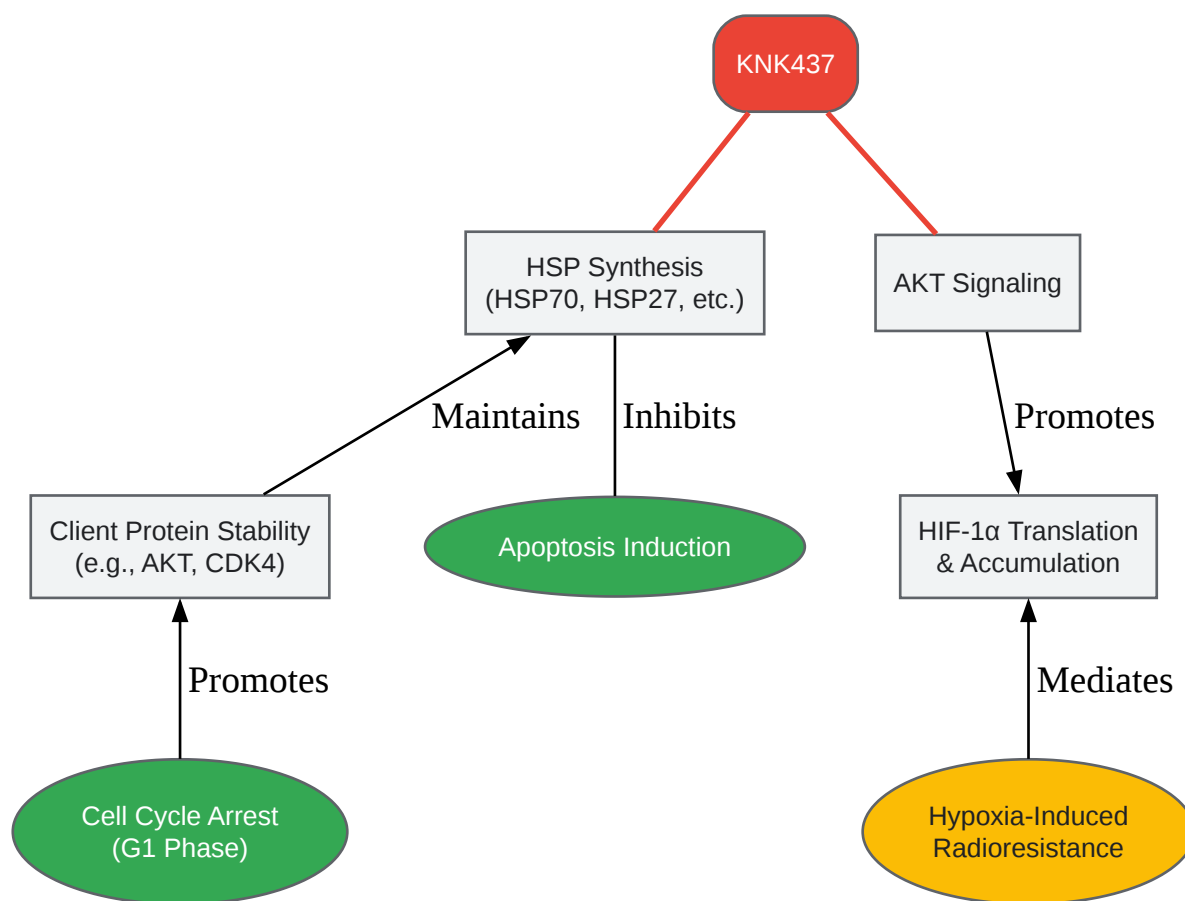 KNK437
HSP Synthesis
(HSP70, HSP27, etc.)
AKT Signaling
Maintains
Inhibits
Promotes
Client Protein Stability
(e.g., AKT, CDK4)
Apoptosis Induction
HIF-1α Translation
& Accumulation
Promotes
Mediates
Cell Cycle Arrest
(G1 Phase)
Hypoxia-Induced
Radioresistance